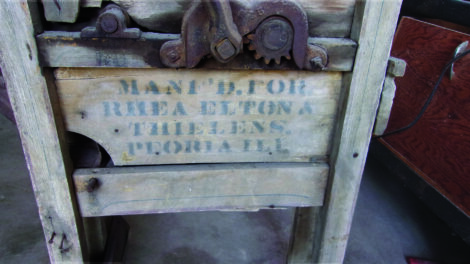 MANF'D. FOR
RHEA ELTON &
THIELENS.
PEORIA ILL